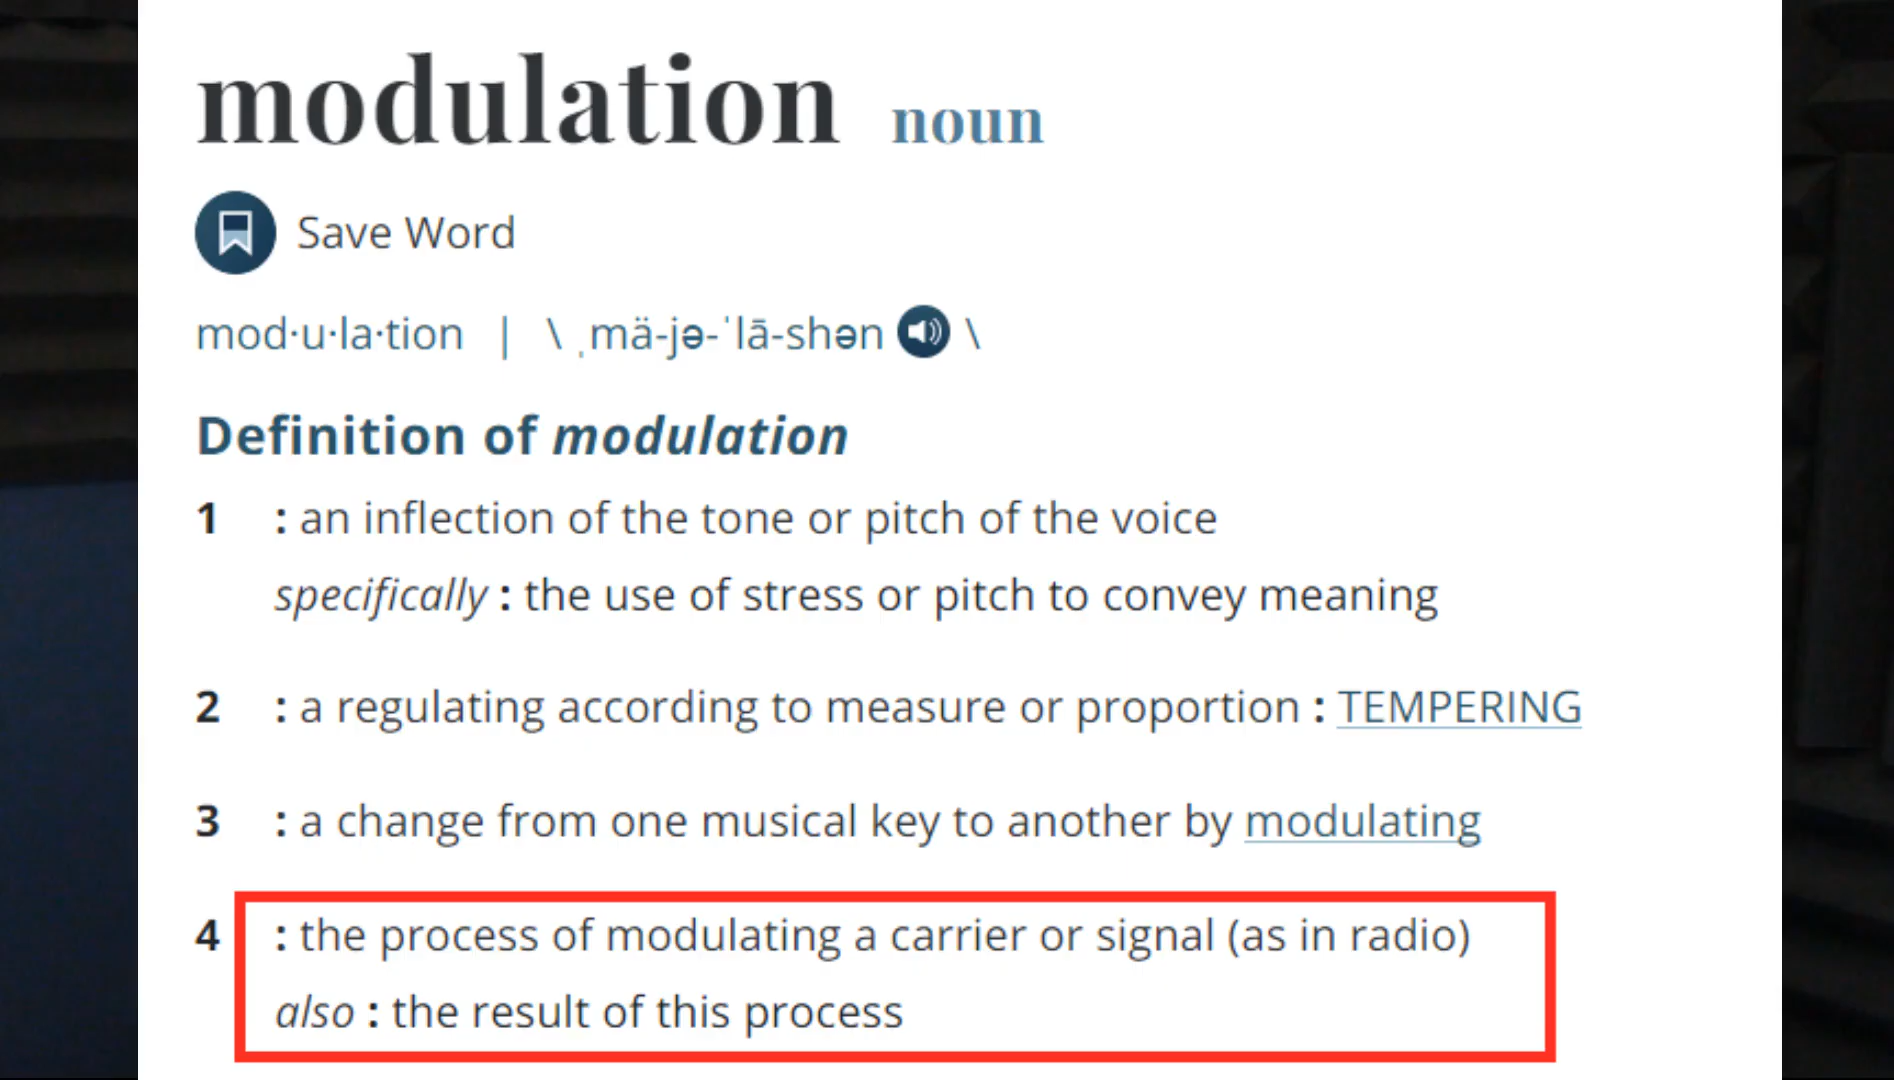 modulation noun
Save Word
mod·u·la·tion | \ ˌmä-jə-ˈlā-shən \
Definition of modulation
1 : an inflection of the tone or pitch of the voice
specifically : the use of stress or pitch to convey meaning
2 : a regulating according to measure or proportion : TEMPERING
3 : a change from one musical key to another by modulating
4 : the process of modulating a carrier or signal (as in radio)
also : the result of this process